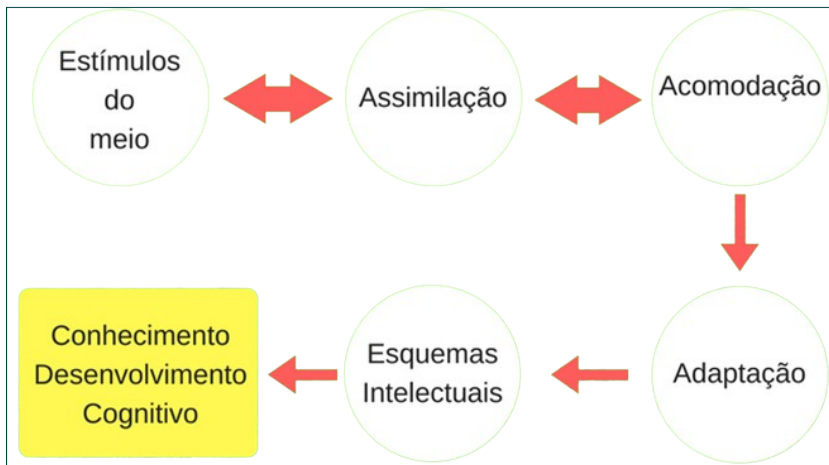 Estímulos
do
meio
Assimilação
Acomodação
Adaptação
Esquemas
Intelectuais
Conhecimento
Desenvolvimento
Cognitivo